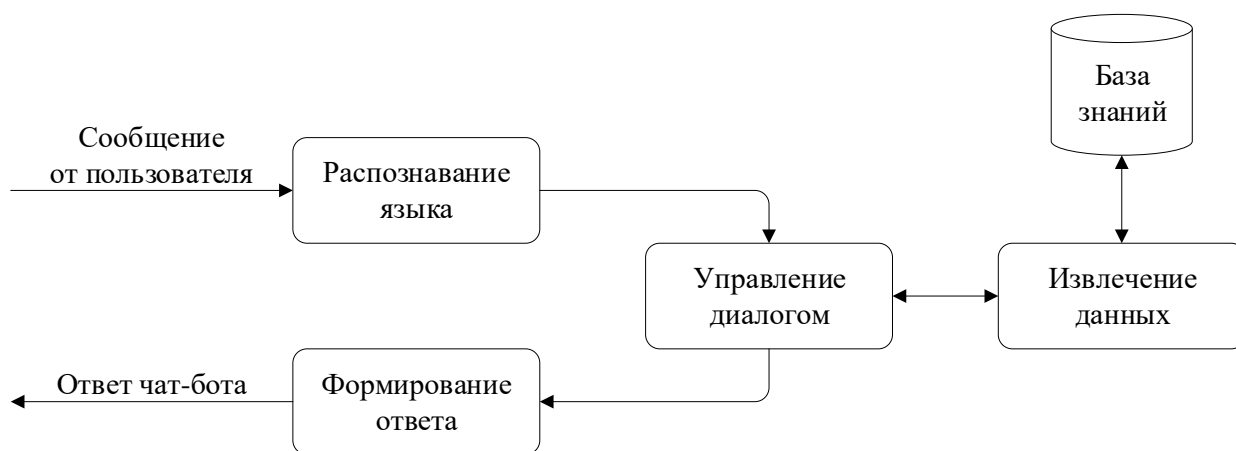 База
знаний
Сообщение
от пользователя
Распознавание
языка
Управление
диалогом
Извлечение
данных
Ответ чат-бота
Формирование
ответа